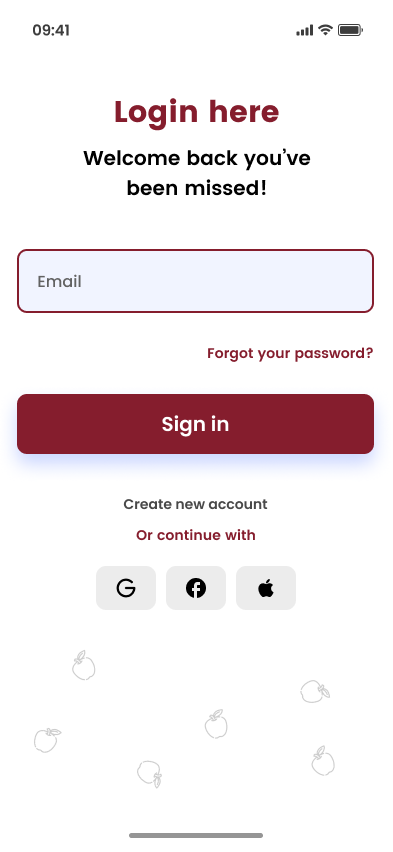 09:41
Login here
Welcome back you've
been missed!
Email
Forgot your password?
Sign in
Create new account
Or continue with